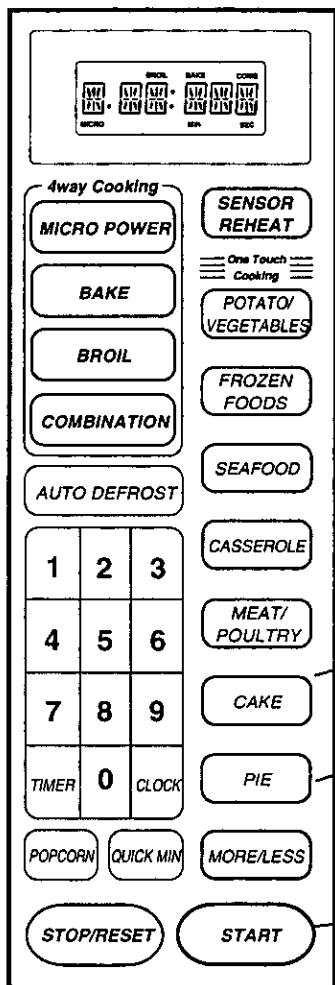 BROIL BAKE COMB
MICRO MIN SEC
4way Cooking
MICRO POWER
BAKE
BROIL
COMBINATION
AUTO DEFROST
1 2 3
4 5 6
7 8 9
TIMER 0 CLOCK
POPCORN QUICK MIN
STOP/RESET
SENSOR
REHEAT
One Touch
Cooking
POTATO/
VEGETABLES
FROZEN
FOODS
SEAFOOD
CASSEROLE
MEAT/
POULTRY
CAKE
PIE
MORE/LESS
START